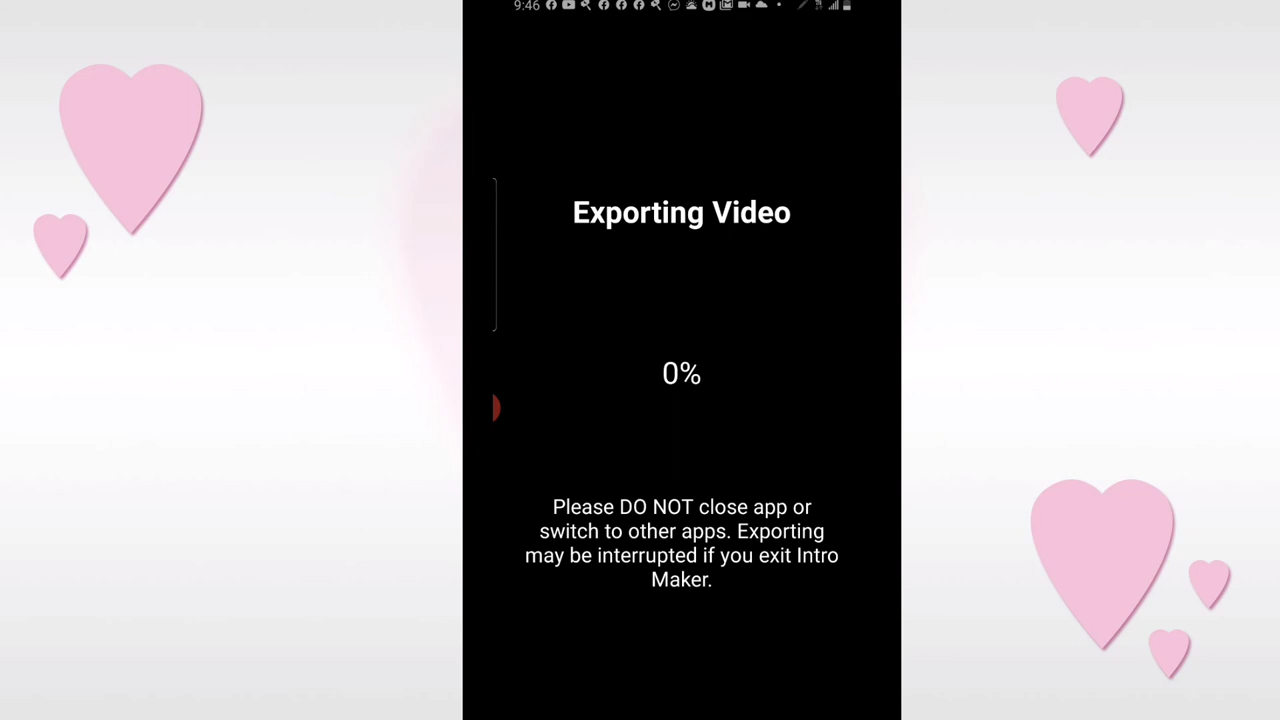 9:46
Exporting Video
0%
Please DO NOT close app or
switch to other apps. Exporting
may be interrupted if you exit Intro
Maker.